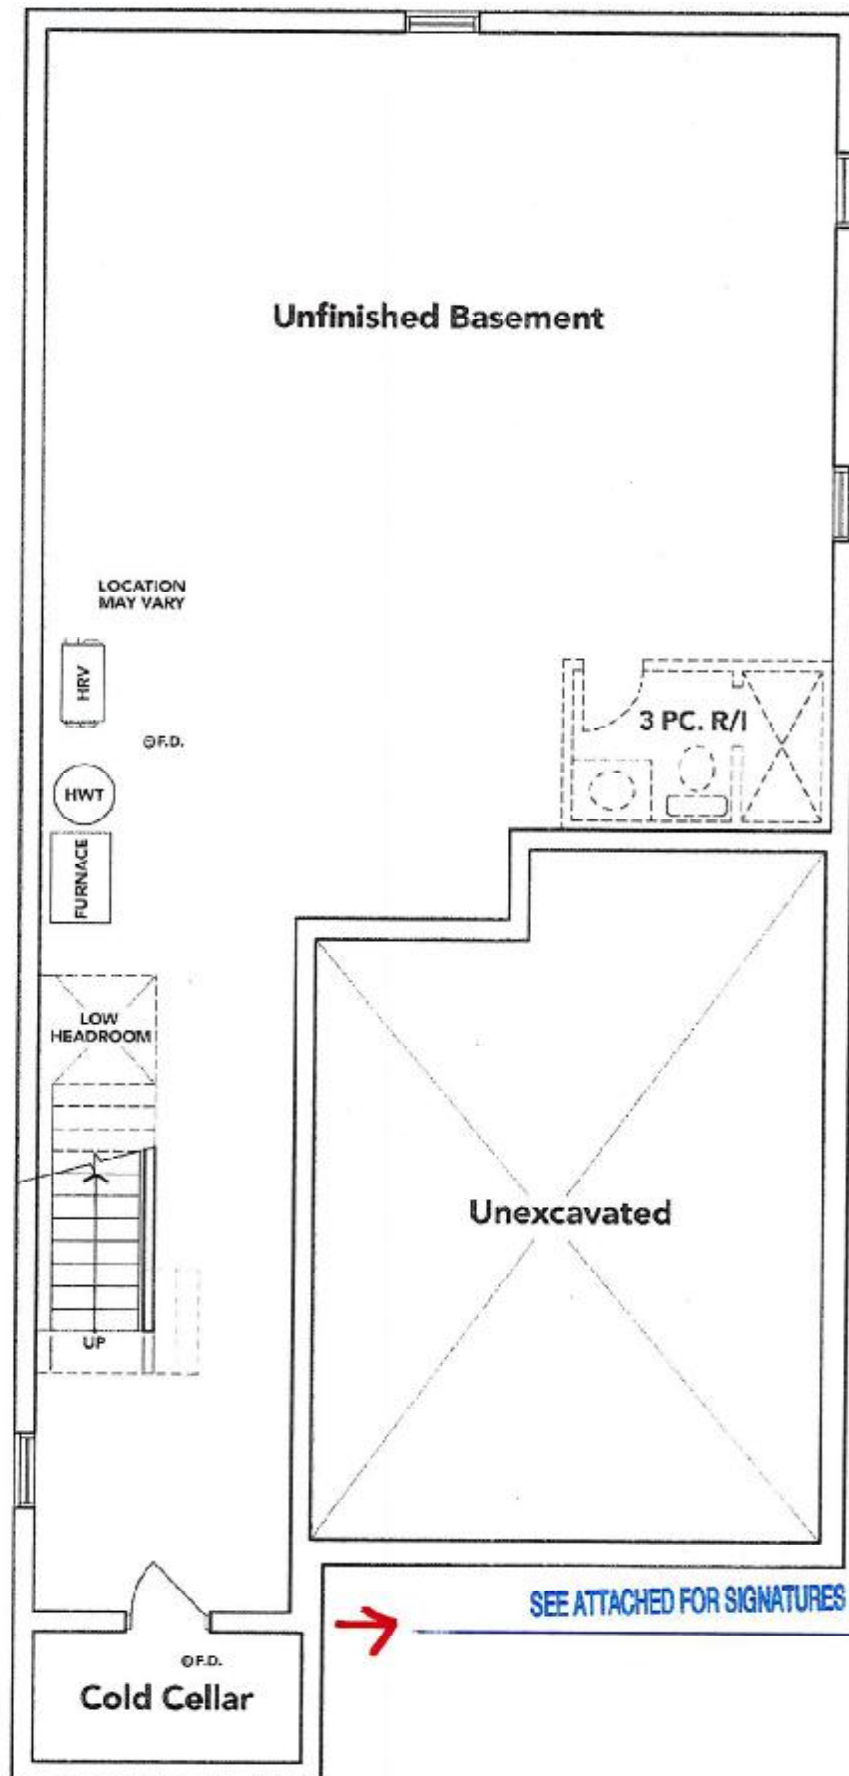 Unfinished Basement
LOCATION
MAY VARY
HRV
3 PC. R/I
F.D.
HWT
FURNACE
LOW
HEADROOM
Unexcavated
UP
SEE ATTACHED FOR SIGNATURES
F.D.
Cold Cellar